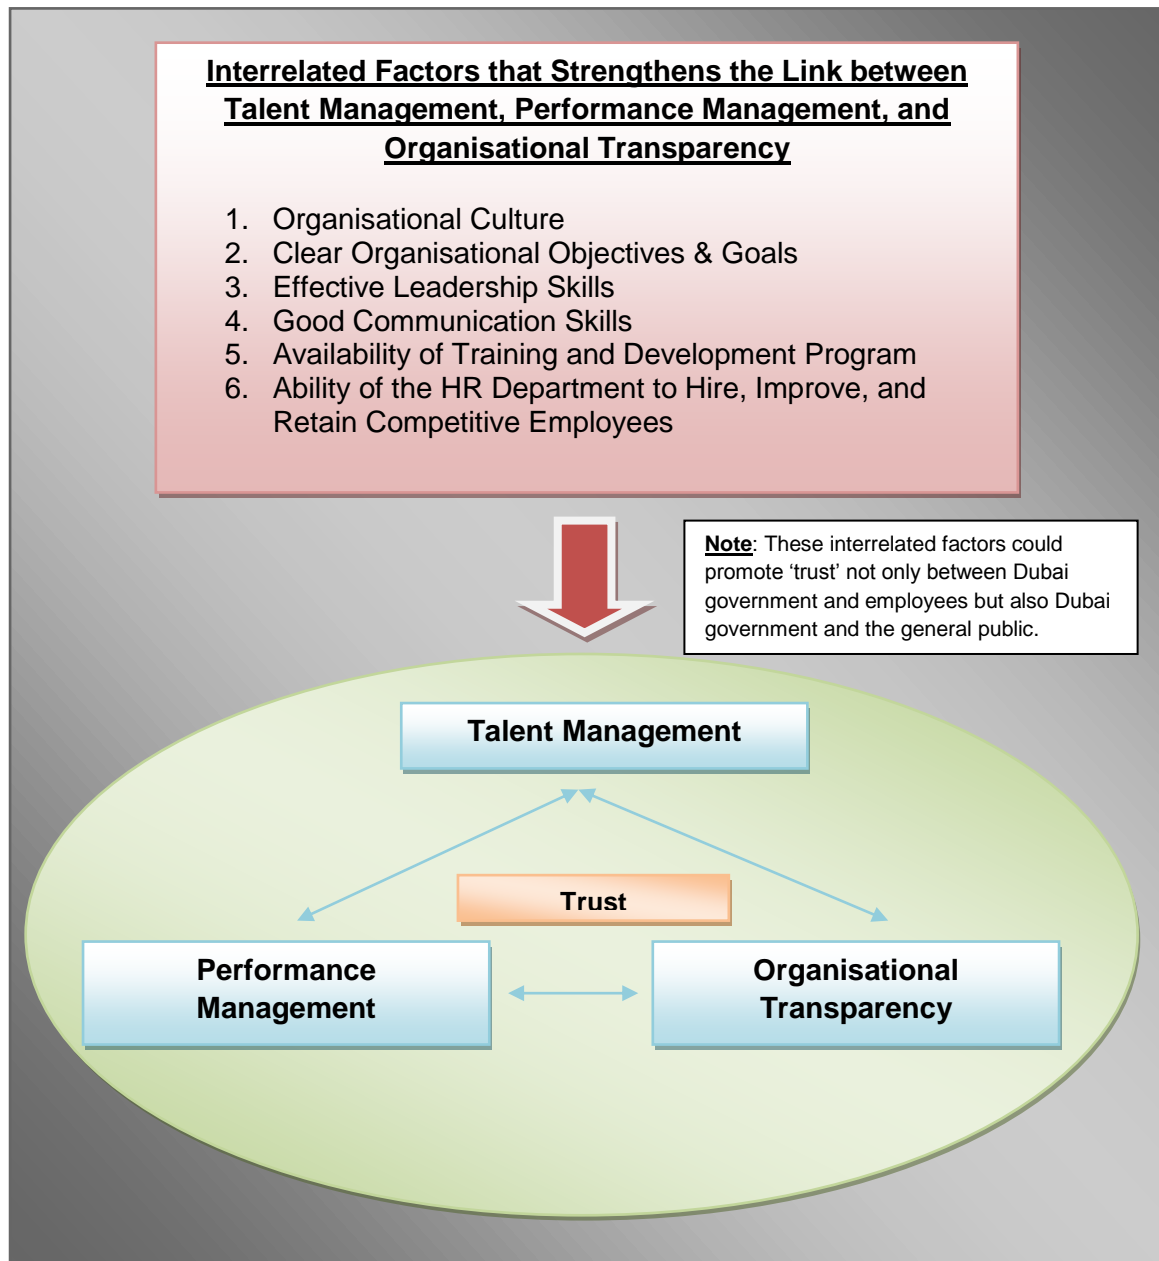 Interrelated Factors that Strengthens the Link between
Talent Management, Performance Management, and
Organisational Transparency
1. Organisational Culture
2. Clear Organisational Objectives & Goals
3. Effective Leadership Skills
4. Good Communication Skills
5. Availability of Training and Development Program
6. Ability of the HR Department to Hire, Improve, and
Retain Competitive Employees
Note: These interrelated factors could
promote ‘trust’ not only between Dubai
government and employees but also Dubai
government and the general public.
Talent Management
Trust
Performance
Management
Organisational
Transparency